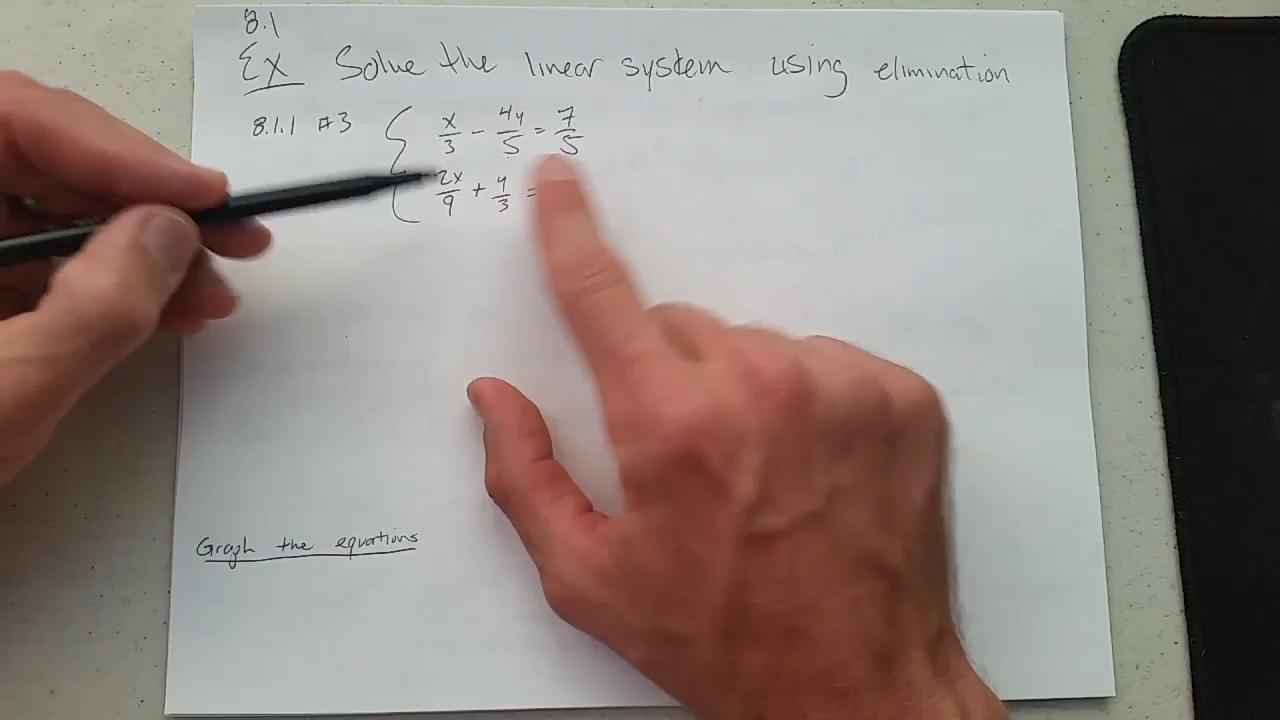 8.1
Ex Solve the linear system using elimination
8.1.1 #3 { x/3 - 4y/5 = 7/5
2x/9 + y/3 =
Graph the equations